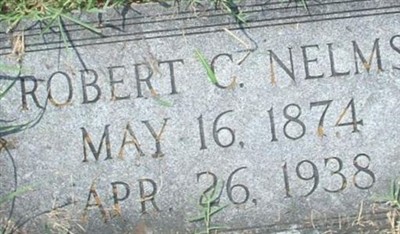 ROBERT C. NELMS
MAY 16, 1874
APR. 26, 1938